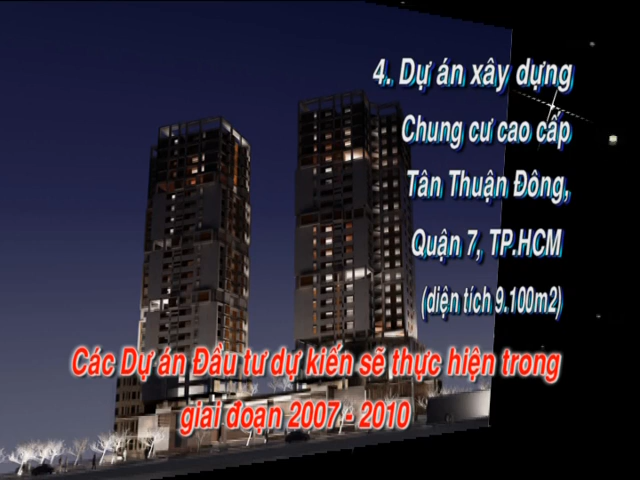 4. Dự án xây dựng
Chung cư cao cấp
Tân Thuận Đông,
Quận 7, TP.HCM
(diện tích 9.100m2)
Các Dự án Đầu tư dự kiến sẽ thực hiện trong
giai đoạn 2007 - 2010